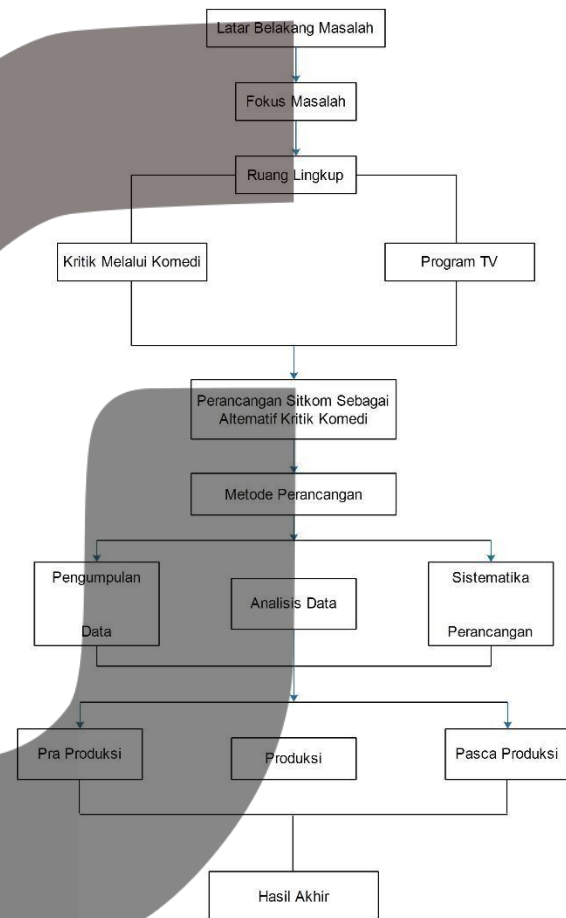 Latar Belakang Masalah
Fokus Masalah
Ruang Lingkup
Kritik Melalui Komedi
Program TV
Perancangan Sitkom Sebagai
Alternatif Kritik Komedi
Metode Perancangan
Pengumpulan
Data
Analisis Data
Sistematika
Perancangan
Pra Produksi
Produksi
Pasca Produksi
Hasil Akhir